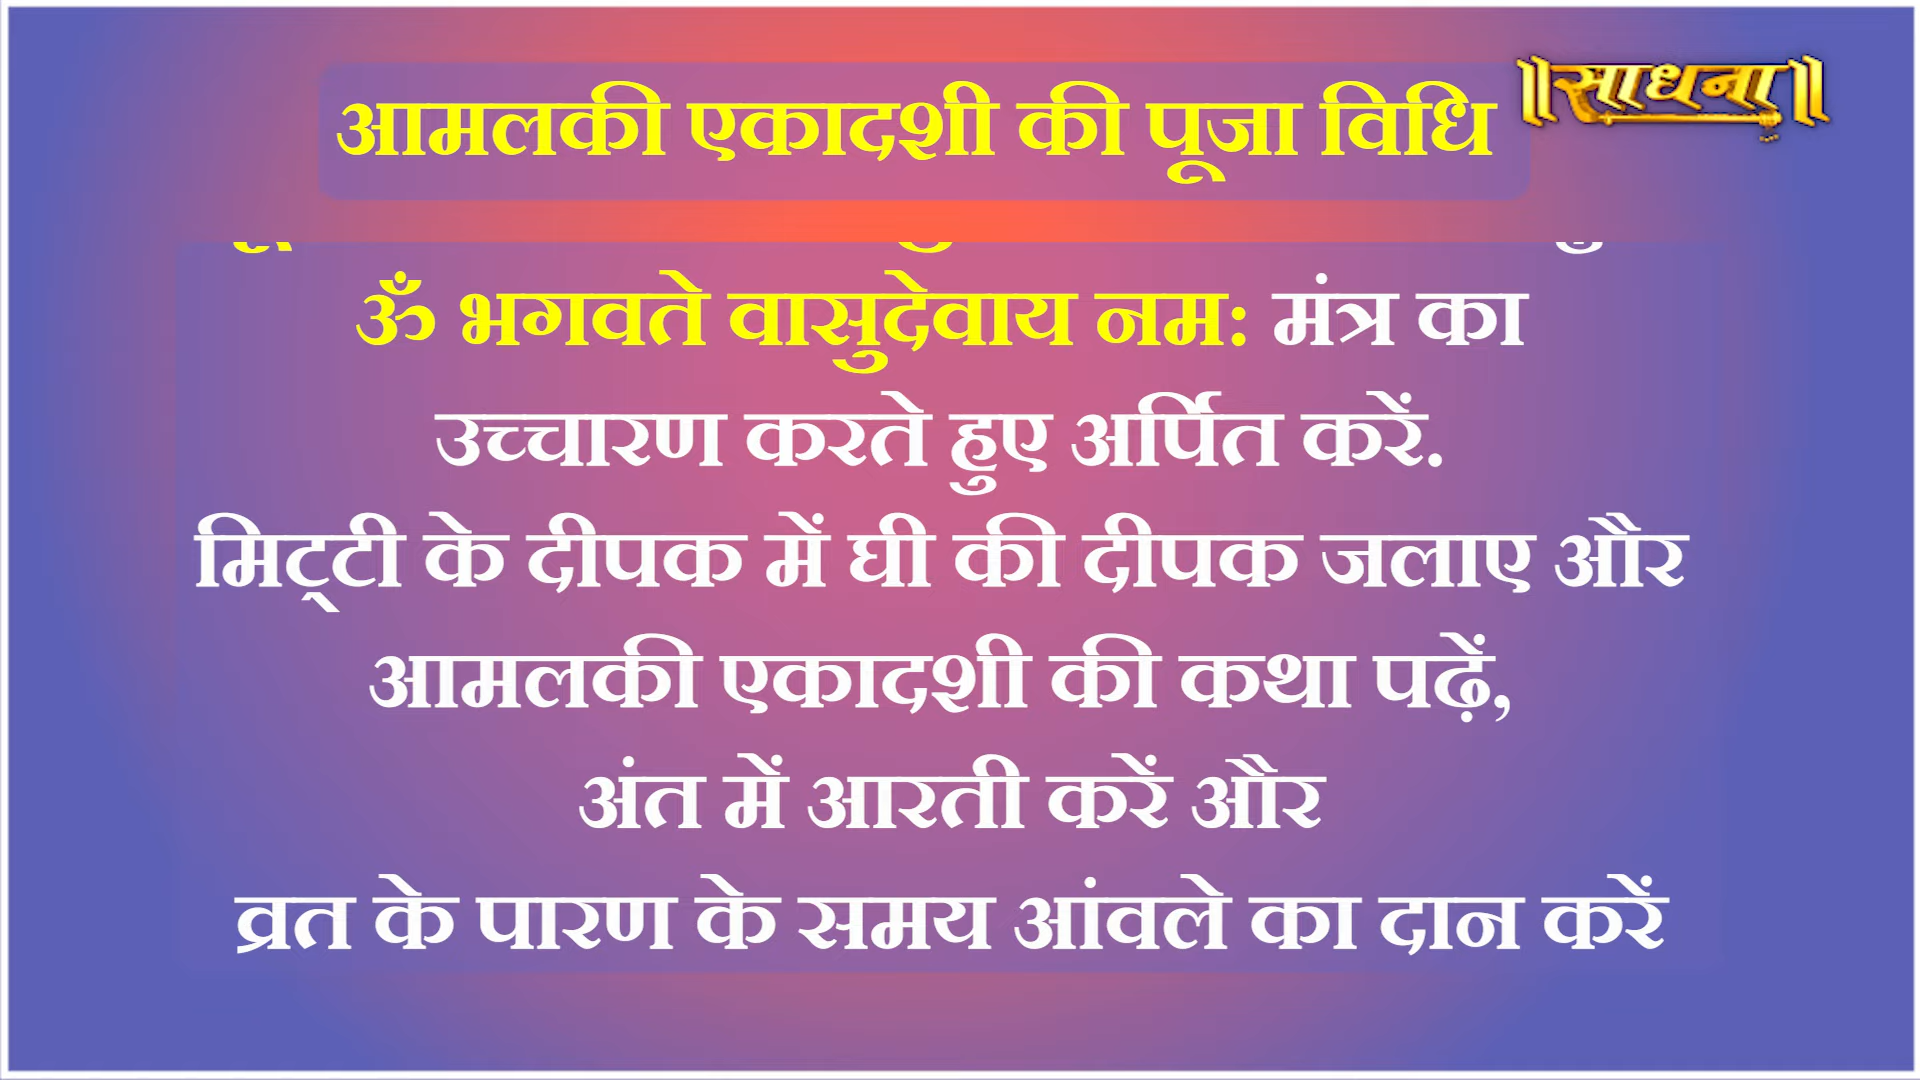 आमलकी एकादशी की पूजा विधि
॥साधना॥
ॐ भगवते वासुदेवाय नम: मंत्र का
उच्चारण करते हुए अर्पित करें.
मिट्टी के दीपक में घी की दीपक जलाए और
आमलकी एकादशी की कथा पढ़ें,
अंत में आरती करें और
व्रत के पारण के समय आंवले का दान करें